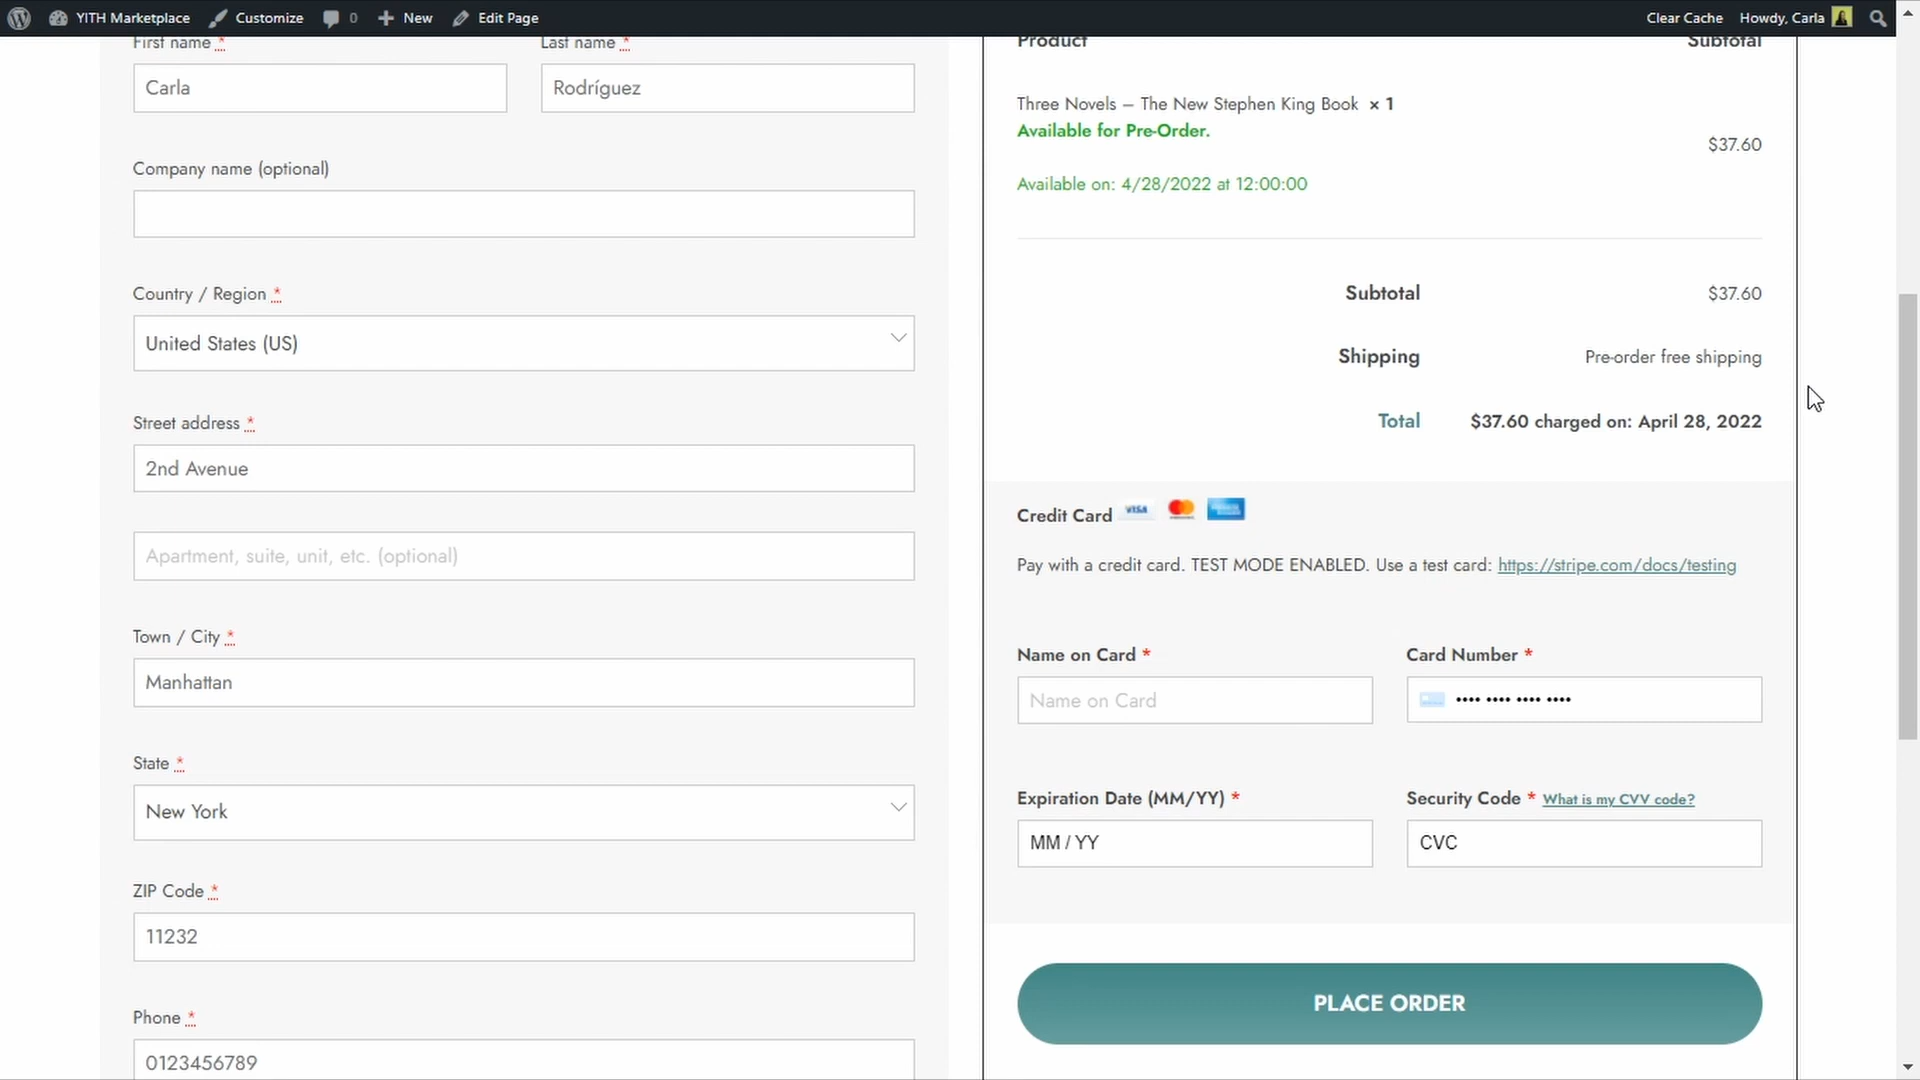 YITH Marketplace Customize 0 New Edit Page Clear Cache Howdy, Carla
First name *
Last name *
Carla
Rodríguez
Company name (optional)
Country / Region *
United States (US)
Street address *
2nd Avenue
Apartment, suite, unit, etc. (optional)
Town / City *
Manhattan
State *
New York
ZIP Code *
11232
Phone *
0123456789
Product Subtotal
Three Novels – The New Stephen King Book × 1
Available for Pre-Order.
$37.60
Available on: 4/28/2022 at 12:00:00
Subtotal $37.60
Shipping Pre-order free shipping
Total $37.60 charged on: April 28, 2022
Credit Card VISA
Pay with a credit card. TEST MODE ENABLED. Use a test card: https://stripe.com/docs/testing
Name on Card *
Card Number *
Name on Card
•••• •••• •••• ••••
Expiration Date (MM/YY) *
Security Code * What is my CVV code?
MM / YY
CVC
PLACE ORDER